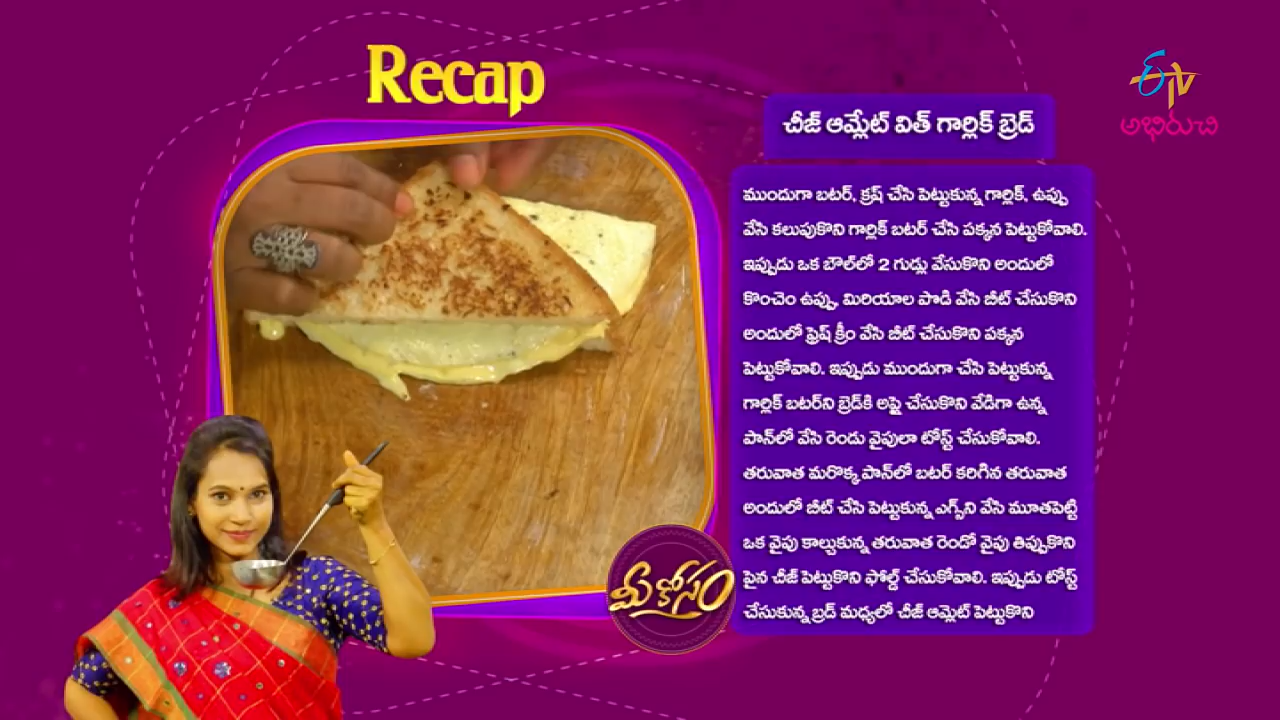 Recap
ETV
అభిరుచి
చీజ్ ఆమ్లేట్ విత్ గార్లిక్ బ్రెడ్
ముందుగా బటర్, క్రష్ చేసి పెట్టుకున్న గార్లిక్, ఉప్పు
వేసి కలుపుకొని గార్లిక్ బటర్ చేసి పక్కన పెట్టుకోవాలి.
ఇప్పుడు ఒక బౌల్‌లో 2 గుడ్లు వేసుకొని అందులో
కొంచెం ఉప్పు, మిరియాల పొడి వేసి బీట్ చేసుకొని
అందులో ఫ్రెష్ క్రీం వేసి బీట్ చేసుకొని పక్కన
పెట్టుకోవాలి. ఇప్పుడు ముందుగా చేసి పెట్టుకున్న
గార్లిక్ బటర్‌ని బ్రెడ్‌కి అప్లై చేసుకొని వేడిగా ఉన్న
పాన్‌లో వేసి రెండు వైపులా టోస్ట్ చేసుకోవాలి.
తరువాత మరొక్క పాన్‌లో బటర్ కరిగిన తరువాత
అందులో బీట్ చేసి పెట్టుకున్న ఎగ్స్‌ని వేసి మూతపెట్టి
ఒక వైపు కాల్చుకున్న తరువాత రెండో వైపు తిప్పుకొని
పైన చీజ్ పెట్టుకొని ఫోల్డ్ చేసుకోవాలి. ఇప్పుడు టోస్ట్
చేసుకున్న బ్రడ్ మధ్యలో చీజ్ ఆమ్లెట్ పెట్టుకొని
మీ కోసం